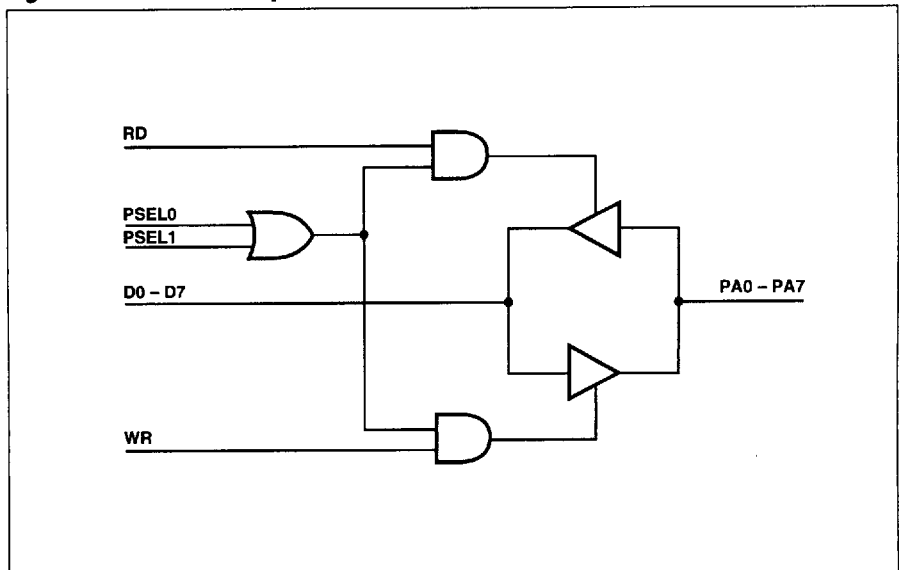 RD
PSEL0
PSEL1
D0 – D7
PA0 – PA7
WR